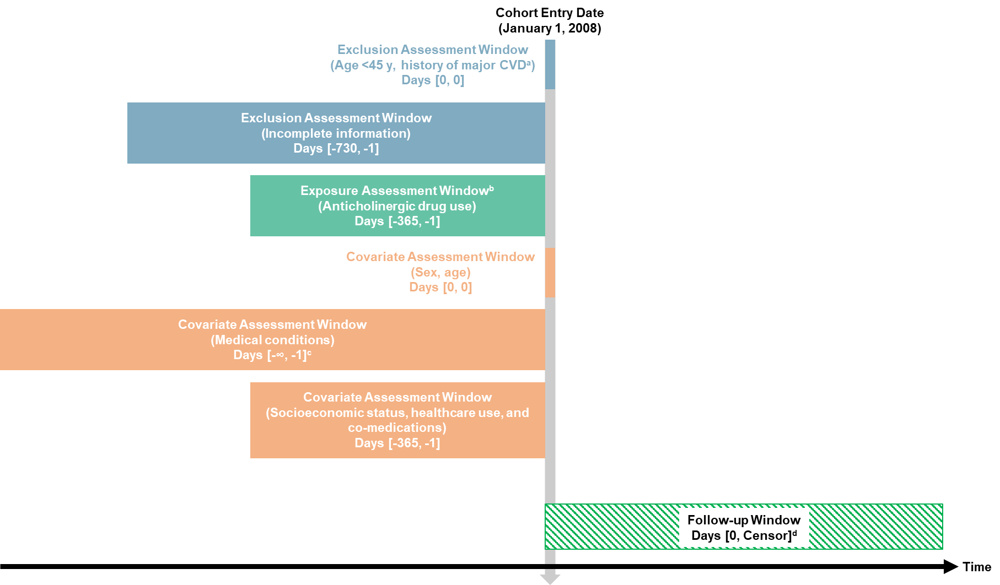 Cohort Entry Date
(January 1, 2008)
Exclusion Assessment Window
(Age <45 y, history of major CVDᵃ)
Days [0, 0]
Exclusion Assessment Window
(Incomplete information)
Days [-730, -1]
Exposure Assessment Windowᵇ
(Anticholinergic drug use)
Days [-365, -1]
Covariate Assessment Window
(Sex, age)
Days [0, 0]
Covariate Assessment Window
(Medical conditions)
Days [-∞, -1]ᶜ
Covariate Assessment Window
(Socioeconomic status, healthcare use, and
co-medications)
Days [-365, -1]
Follow-up Window
Days [0, Censor]ᵈ
Time